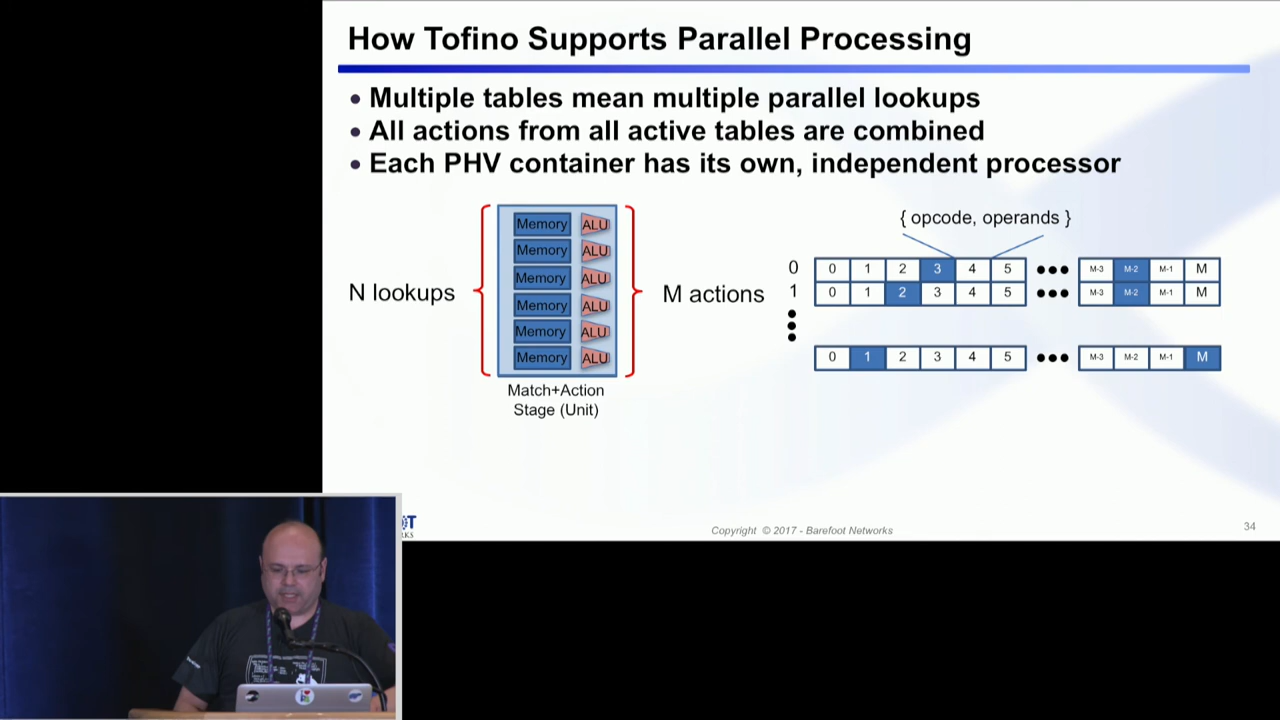 How Tofino Supports Parallel Processing
• Multiple tables mean multiple parallel lookups
• All actions from all active tables are combined
• Each PHV container has its own, independent processor
{ opcode, operands }
N lookups
Memory ALU
Memory ALU
Memory ALU
Memory ALU
Memory ALU
Memory ALU
Match+Action
Stage (Unit)
M actions
0 0 1 2 3 4 5 ••• M-3 M-2 M-1 M
1 0 1 2 3 4 5 ••• M-3 M-2 M-1 M
0 1 2 3 4 5 ••• M-3 M-2 M-1 M
Copyright © 2017 - Barefoot Networks
34